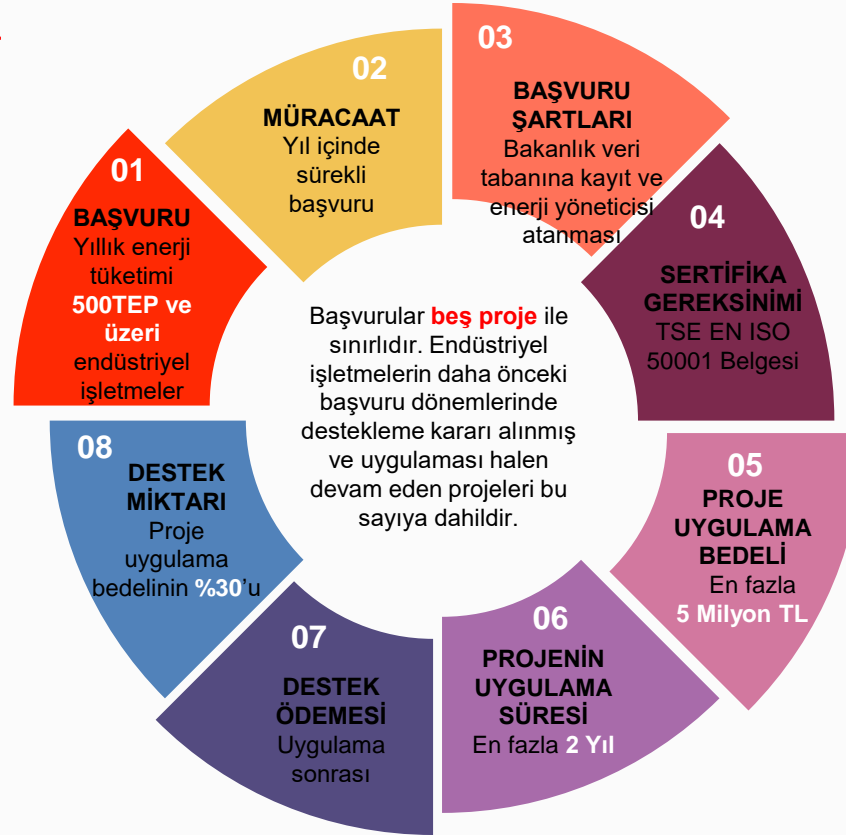 01
BAŞVURU
Yıllık enerji
tüketimi
500TEP ve
üzeri
endüstriyel
işletmeler
02
MÜRACAAT
Yıl içinde
sürekli
başvuru
03
BAŞVURU
ŞARTLARI
Bakanlık veri
tabanına kayıt ve
enerji yöneticisi
atanması
04
SERTİFİKA
GEREKSİNİMİ
TSE EN ISO
50001 Belgesi
05
PROJE
UYGULAMA
BEDELİ
En fazla
5 Milyon TL
06
PROJENİN
UYGULAMA
SÜRESİ
En fazla 2 Yıl
07
DESTEK
ÖDEMESİ
Uygulama
sonrası
08
DESTEK
MİKTARI
Proje
uygulama
bedelinin %30'u
Başvurular beş proje ile
sınırlıdır. Endüstriyel
işletmelerin daha önceki
başvuru dönemlerinde
destekleme kararı alınmış
ve uygulaması halen
devam eden projeleri bu
sayıya dahildir.